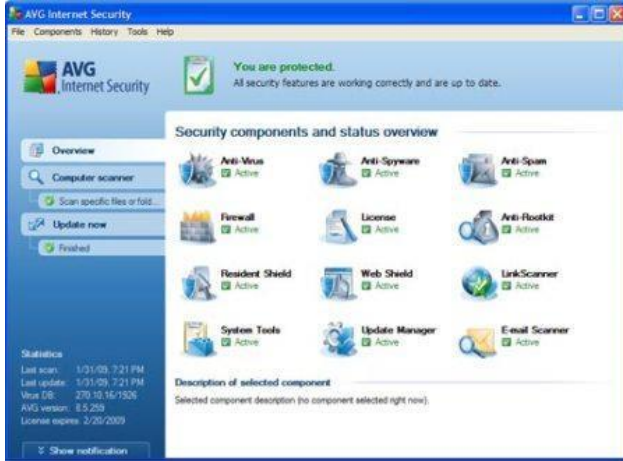 AVG Internet Security
File Components History Tools Help
AVG
Internet Security
You are protected.
All security features are working correctly and are up to date.
Security components and status overview
Overview
Computer scanner
Scan specific files or fold...
Update now
Finished
Anti-Virus
Active
Anti-Spyware
Active
Anti-Spam
Active
Firewall
Active
License
Active
Anti-Rootkit
Active
Resident Shield
Active
Web Shield
Active
LinkScanner
Active
System Tools
Active
Update Manager
Active
E-mail Scanner
Active
Statistics
Last scan: 1/31/09, 7:21 PM
Last update: 1/31/09, 7:21 PM
Virus DB: 270.10.16/1926
AVG version: 8.5.259
License expires: 2/20/2009
Show notification
Description of selected component
Selected component description (no component selected right now).